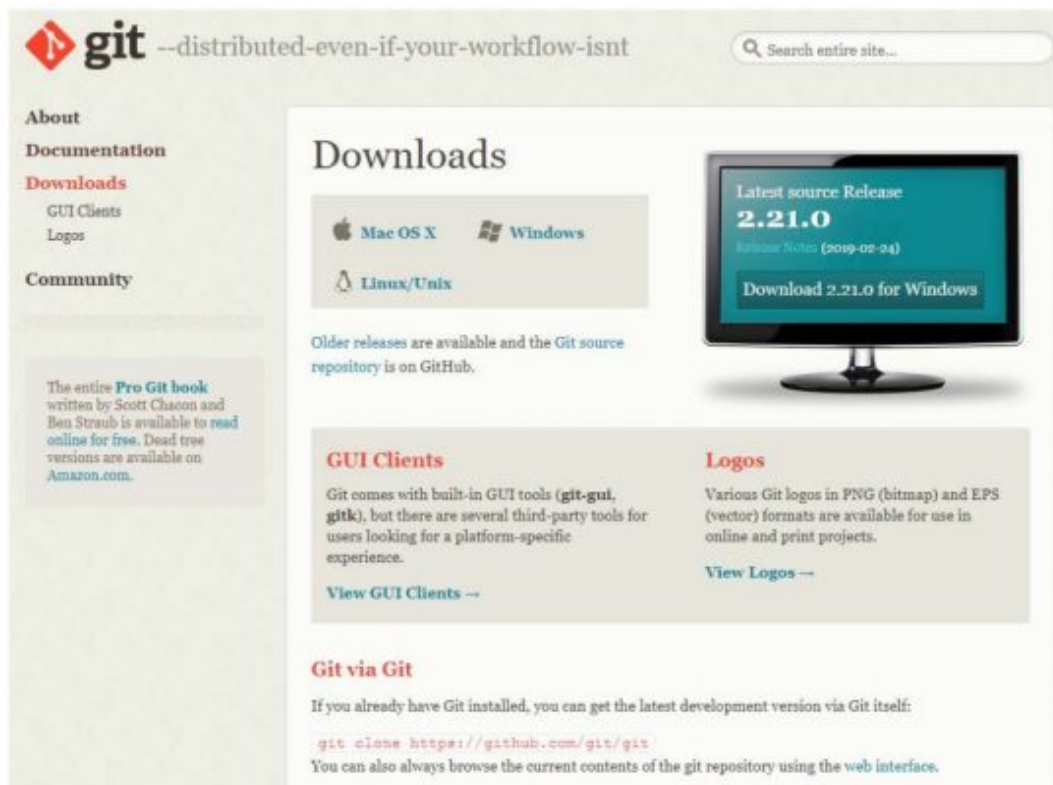 git --distributed-even-if-your-workflow-isnt
Search entire site...
About
Documentation
Downloads
GUI Clients
Logos
Community
The entire Pro Git book
written by Scott Chacon and
Ben Straub is available to read
online for free. Dead tree
versions are available on
Amazon.com.
Downloads
Mac OS X
Windows
Linux/Unix
Older releases are available and the Git source
repository is on GitHub.
Latest source Release
2.21.0
Release Notes (2019-02-24)
Download 2.21.0 for Windows
GUI Clients
Git comes with built-in GUI tools (git-gui,
gitk), but there are several third-party tools for
users looking for a platform-specific
experience.
View GUI Clients →
Logos
Various Git logos in PNG (bitmap) and EPS
(vector) formats are available for use in
online and print projects.
View Logos →
Git via Git
If you already have Git installed, you can get the latest development version via Git itself:
git clone https://github.com/git/git
You can also always browse the current contents of the git repository using the web interface.